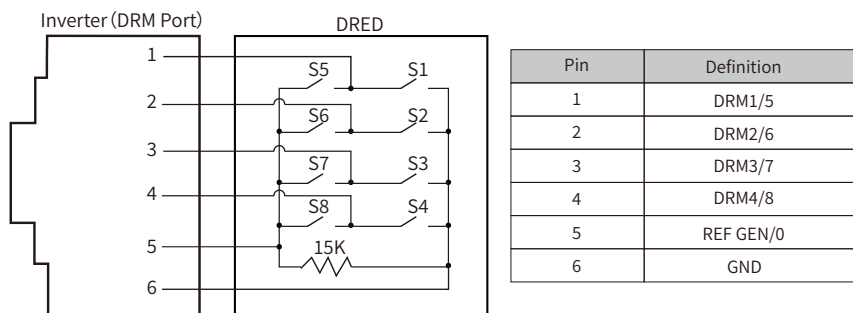 Inverter (DRM Port)
DRED
1
S5 S1
2
S6 S2
3
S7 S3
4
S8 S4
5
15K
6
Pin Definition
1 DRM1/5
2 DRM2/6
3 DRM3/7
4 DRM4/8
5 REF GEN/0
6 GND